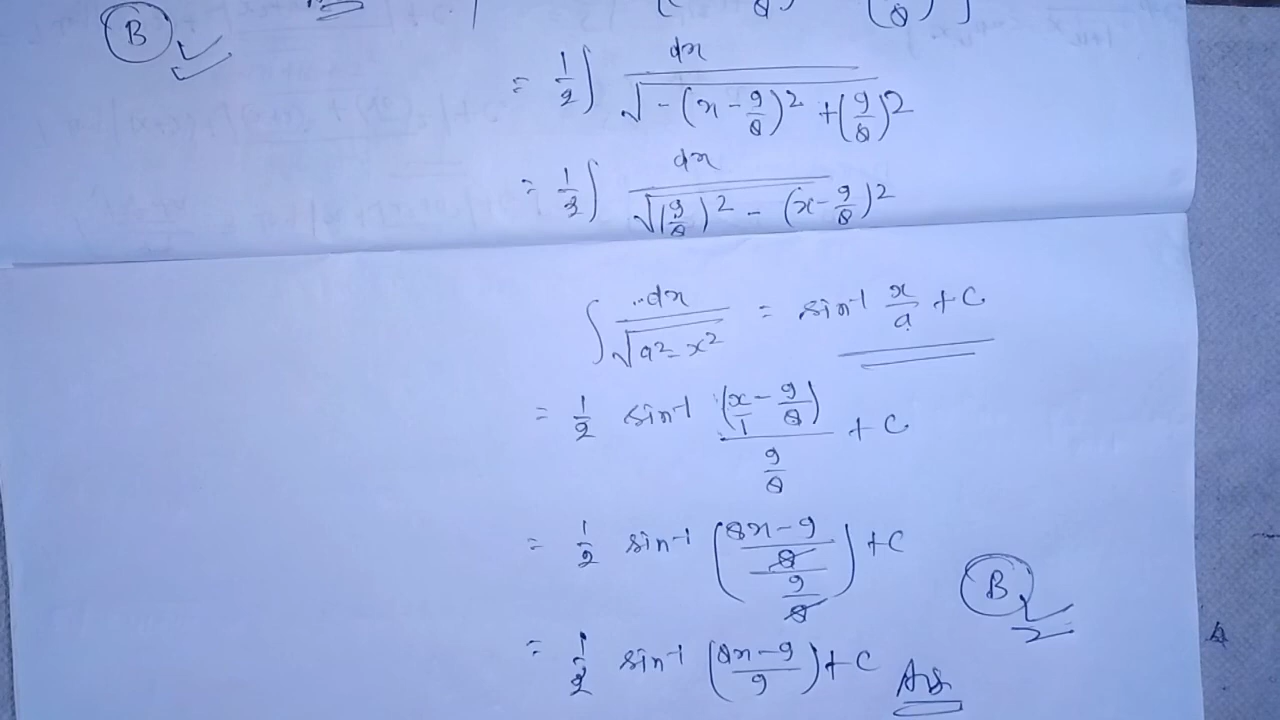 B
= 1/2 ∫ dx / √(-(x - 9/8)² + (9/8)²)
= 1/2 ∫ dx / √((9/8)² - (x - 9/8)²)
∫ dx / √(a² - x²) = sin⁻¹ x/a + C
= 1/2 sin⁻¹ (x/1 - 9/8) / (9/8) + C
= 1/2 sin⁻¹ (((8x - 9)/8) / (9/8)) + C
B
= 1/2 sin⁻¹ ((8x - 9)/9) + C Ans